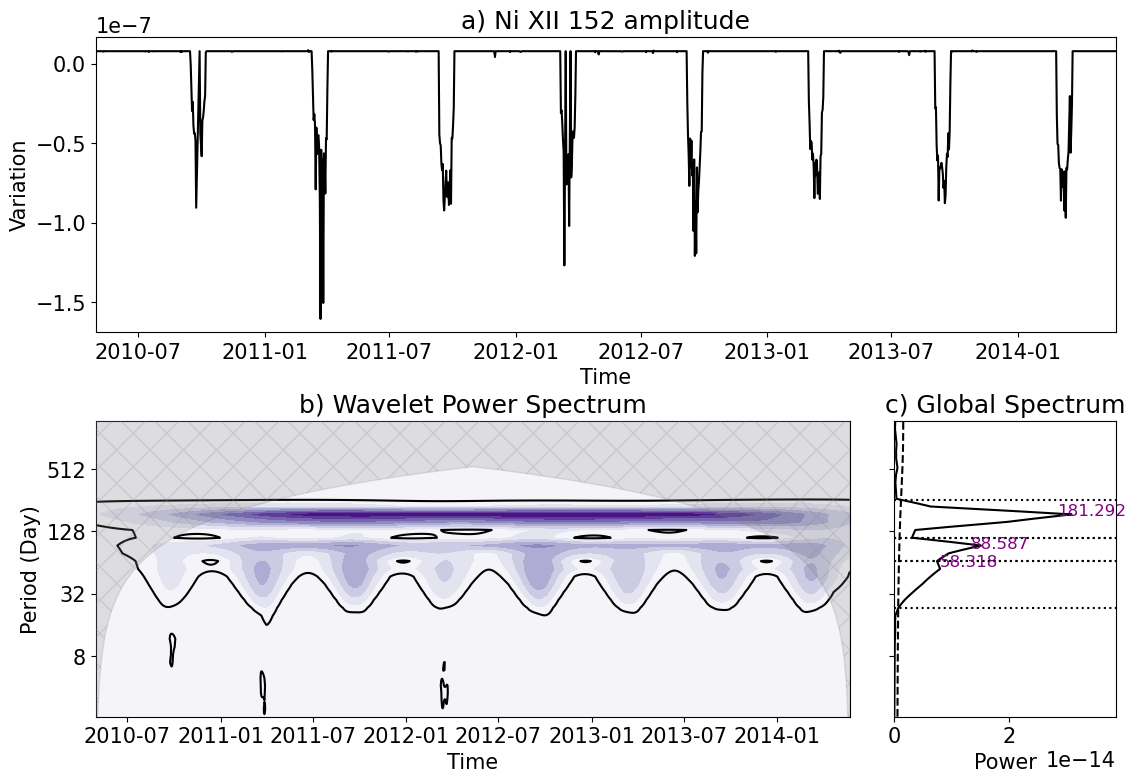 a) Ni XII 152 amplitude
1e−7
0.0
−0.5
−1.0
−1.5
Variation
2010-07 2011-01 2011-07 2012-01 2012-07 2013-01 2013-07 2014-01
Time
b) Wavelet Power Spectrum
512
128
32
8
Period (Day)
2010-07 2011-01 2011-07 2012-01 2012-07 2013-01 2013-07 2014-01
Time
c) Global Spectrum
181.292
88.587
58.318
0 2
Power 1e−14